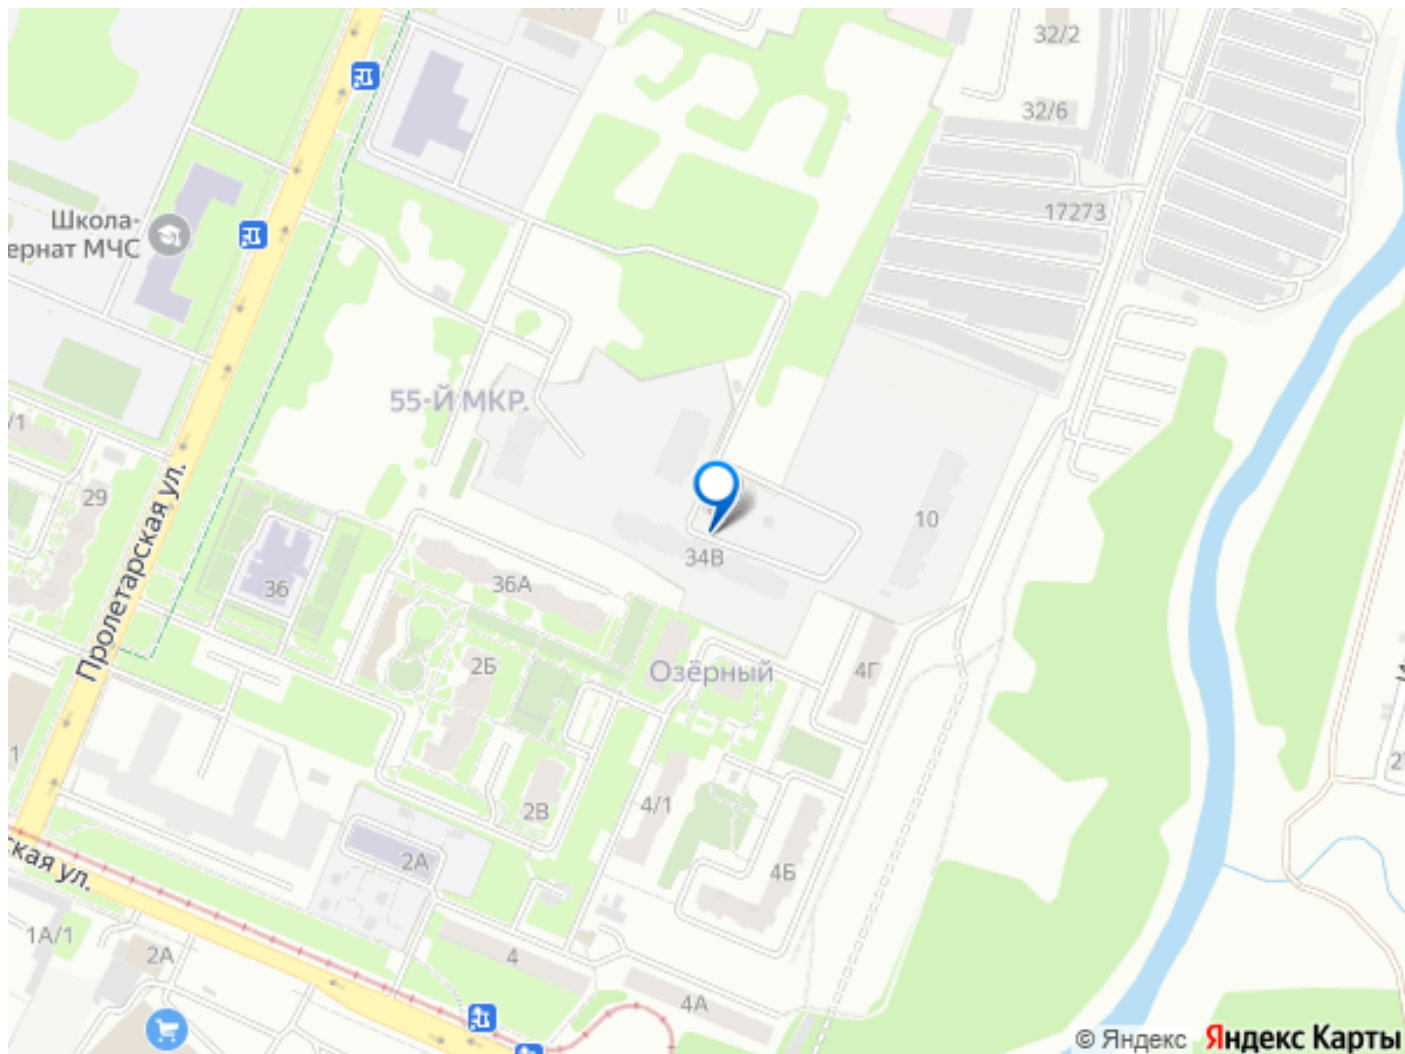 32/2
32/6
17273
Школа-
ернат МЧС
55-Й МКР.
/1
29
Пролетарская ул.
10
34В
36
36А
2Б
Озёрный
4Г
1
2В
4/1
4Б
2А
ская ул.
1А/1
2А
4
4А
© Яндекс Яндекс Карты